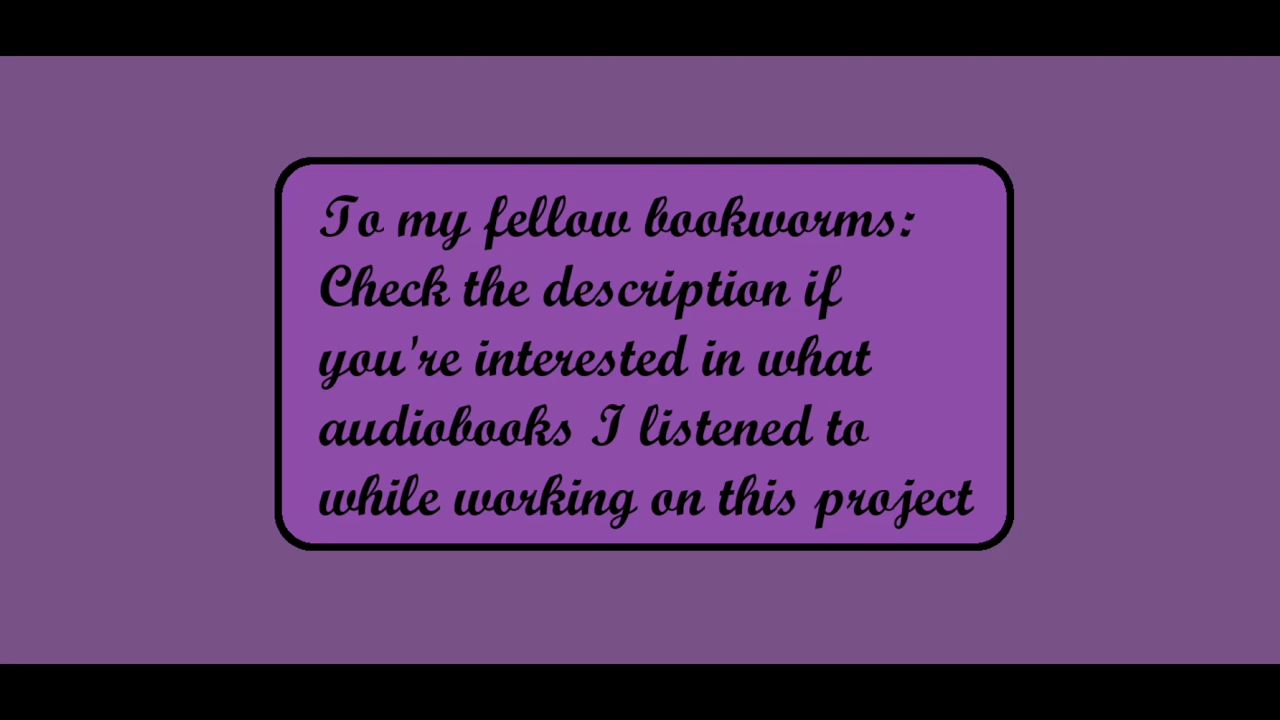 To my fellow bookworms:
Check the description if
you're interested in what
audiobooks I listened to
while working on this project